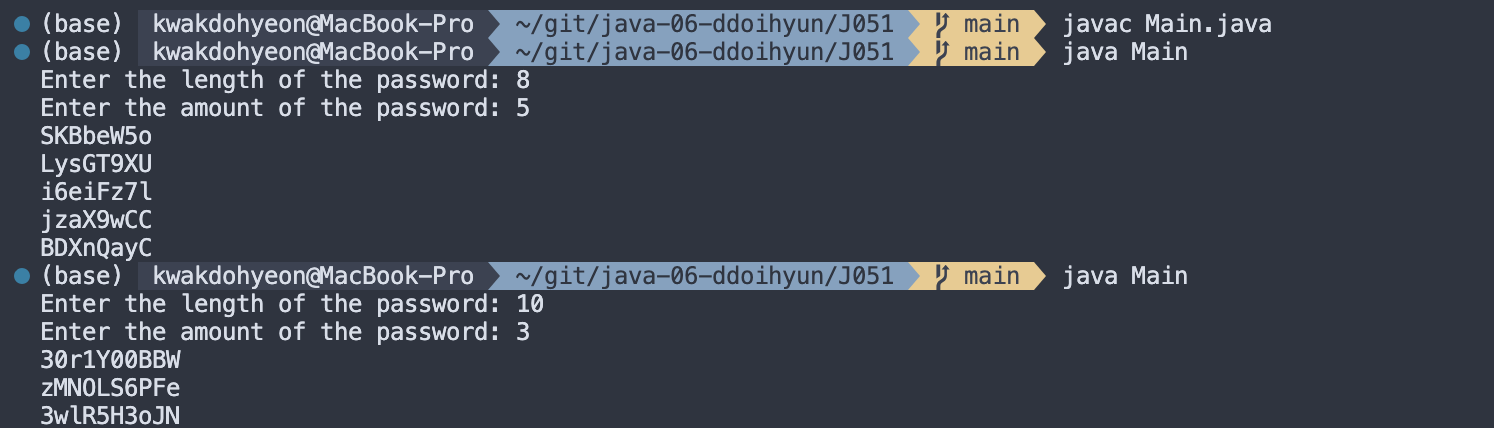 (base) kwakdohyeon@MacBook-Pro ~/git/java-06-ddoihyun/J051 main javac Main.java
(base) kwakdohyeon@MacBook-Pro ~/git/java-06-ddoihyun/J051 main java Main
Enter the length of the password: 8
Enter the amount of the password: 5
SKBbeW5o
LysGT9XU
i6eiFz7l
jzaX9wCC
BDXnQayC
(base) kwakdohyeon@MacBook-Pro ~/git/java-06-ddoihyun/J051 main java Main
Enter the length of the password: 10
Enter the amount of the password: 3
30r1Y00BBW
zMNOLS6PFe
3wlR5H3oJN